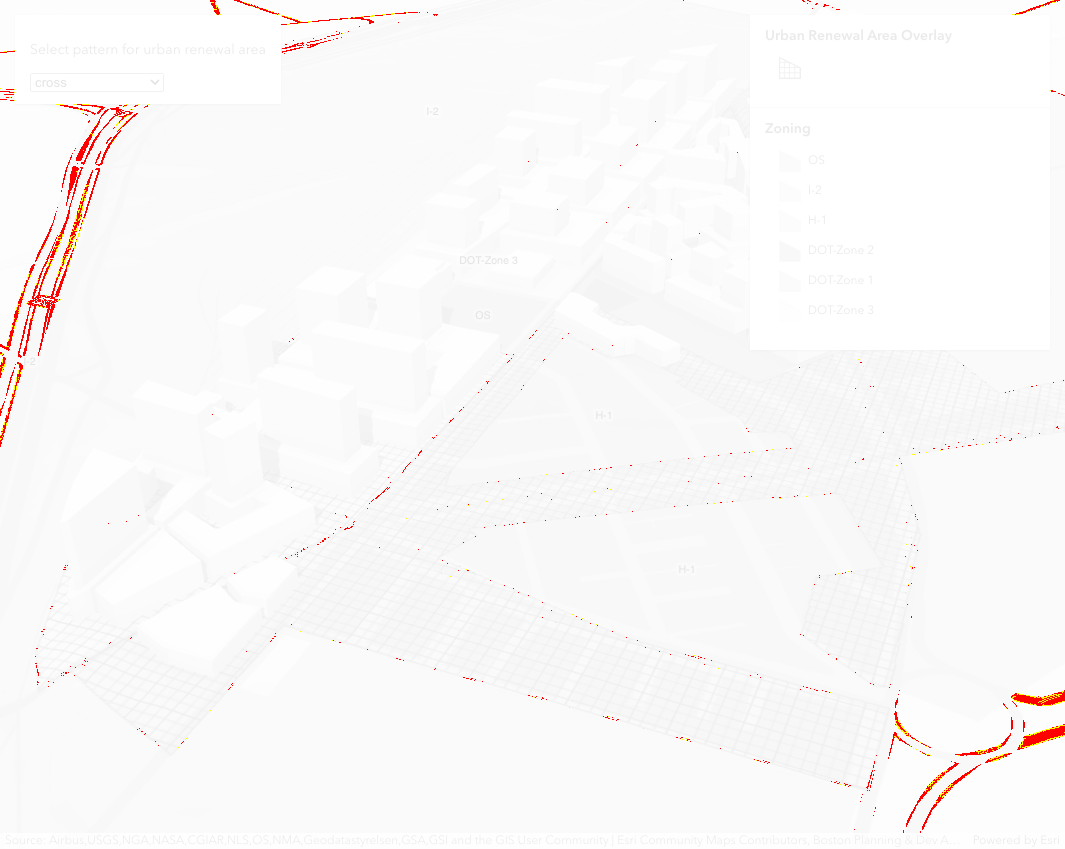 Select pattern for urban renewal area
cross
Urban Renewal Area Overlay
Zoning
OS
I-2
H-1
DOT-Zone 2
DOT-Zone 1
DOT-Zone 3
I-2
DOT-Zone 3
OS
H-1
H-1
Source: Airbus,USGS,NGA,NASA,CGIAR,NLS,OS,NMA,Geodatastyrelsen,GSA,GSI and the GIS User Community | Esri Community Maps Contributors, Boston Planning & Dev A... Powered by Esri